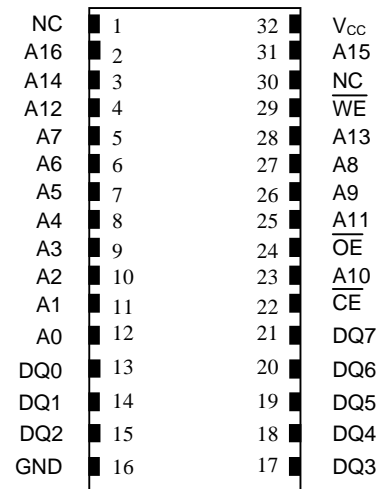 NC 1 32 VCC
A16 2 31 A15
A14 3 30 NC
A12 4 29 WE
A7 5 28 A13
A6 6 27 A8
A5 7 26 A9
A4 8 25 A11
A3 9 24 OE
A2 10 23 A10
A1 11 22 CE
A0 12 21 DQ7
DQ0 13 20 DQ6
DQ1 14 19 DQ5
DQ2 15 18 DQ4
GND 16 17 DQ3